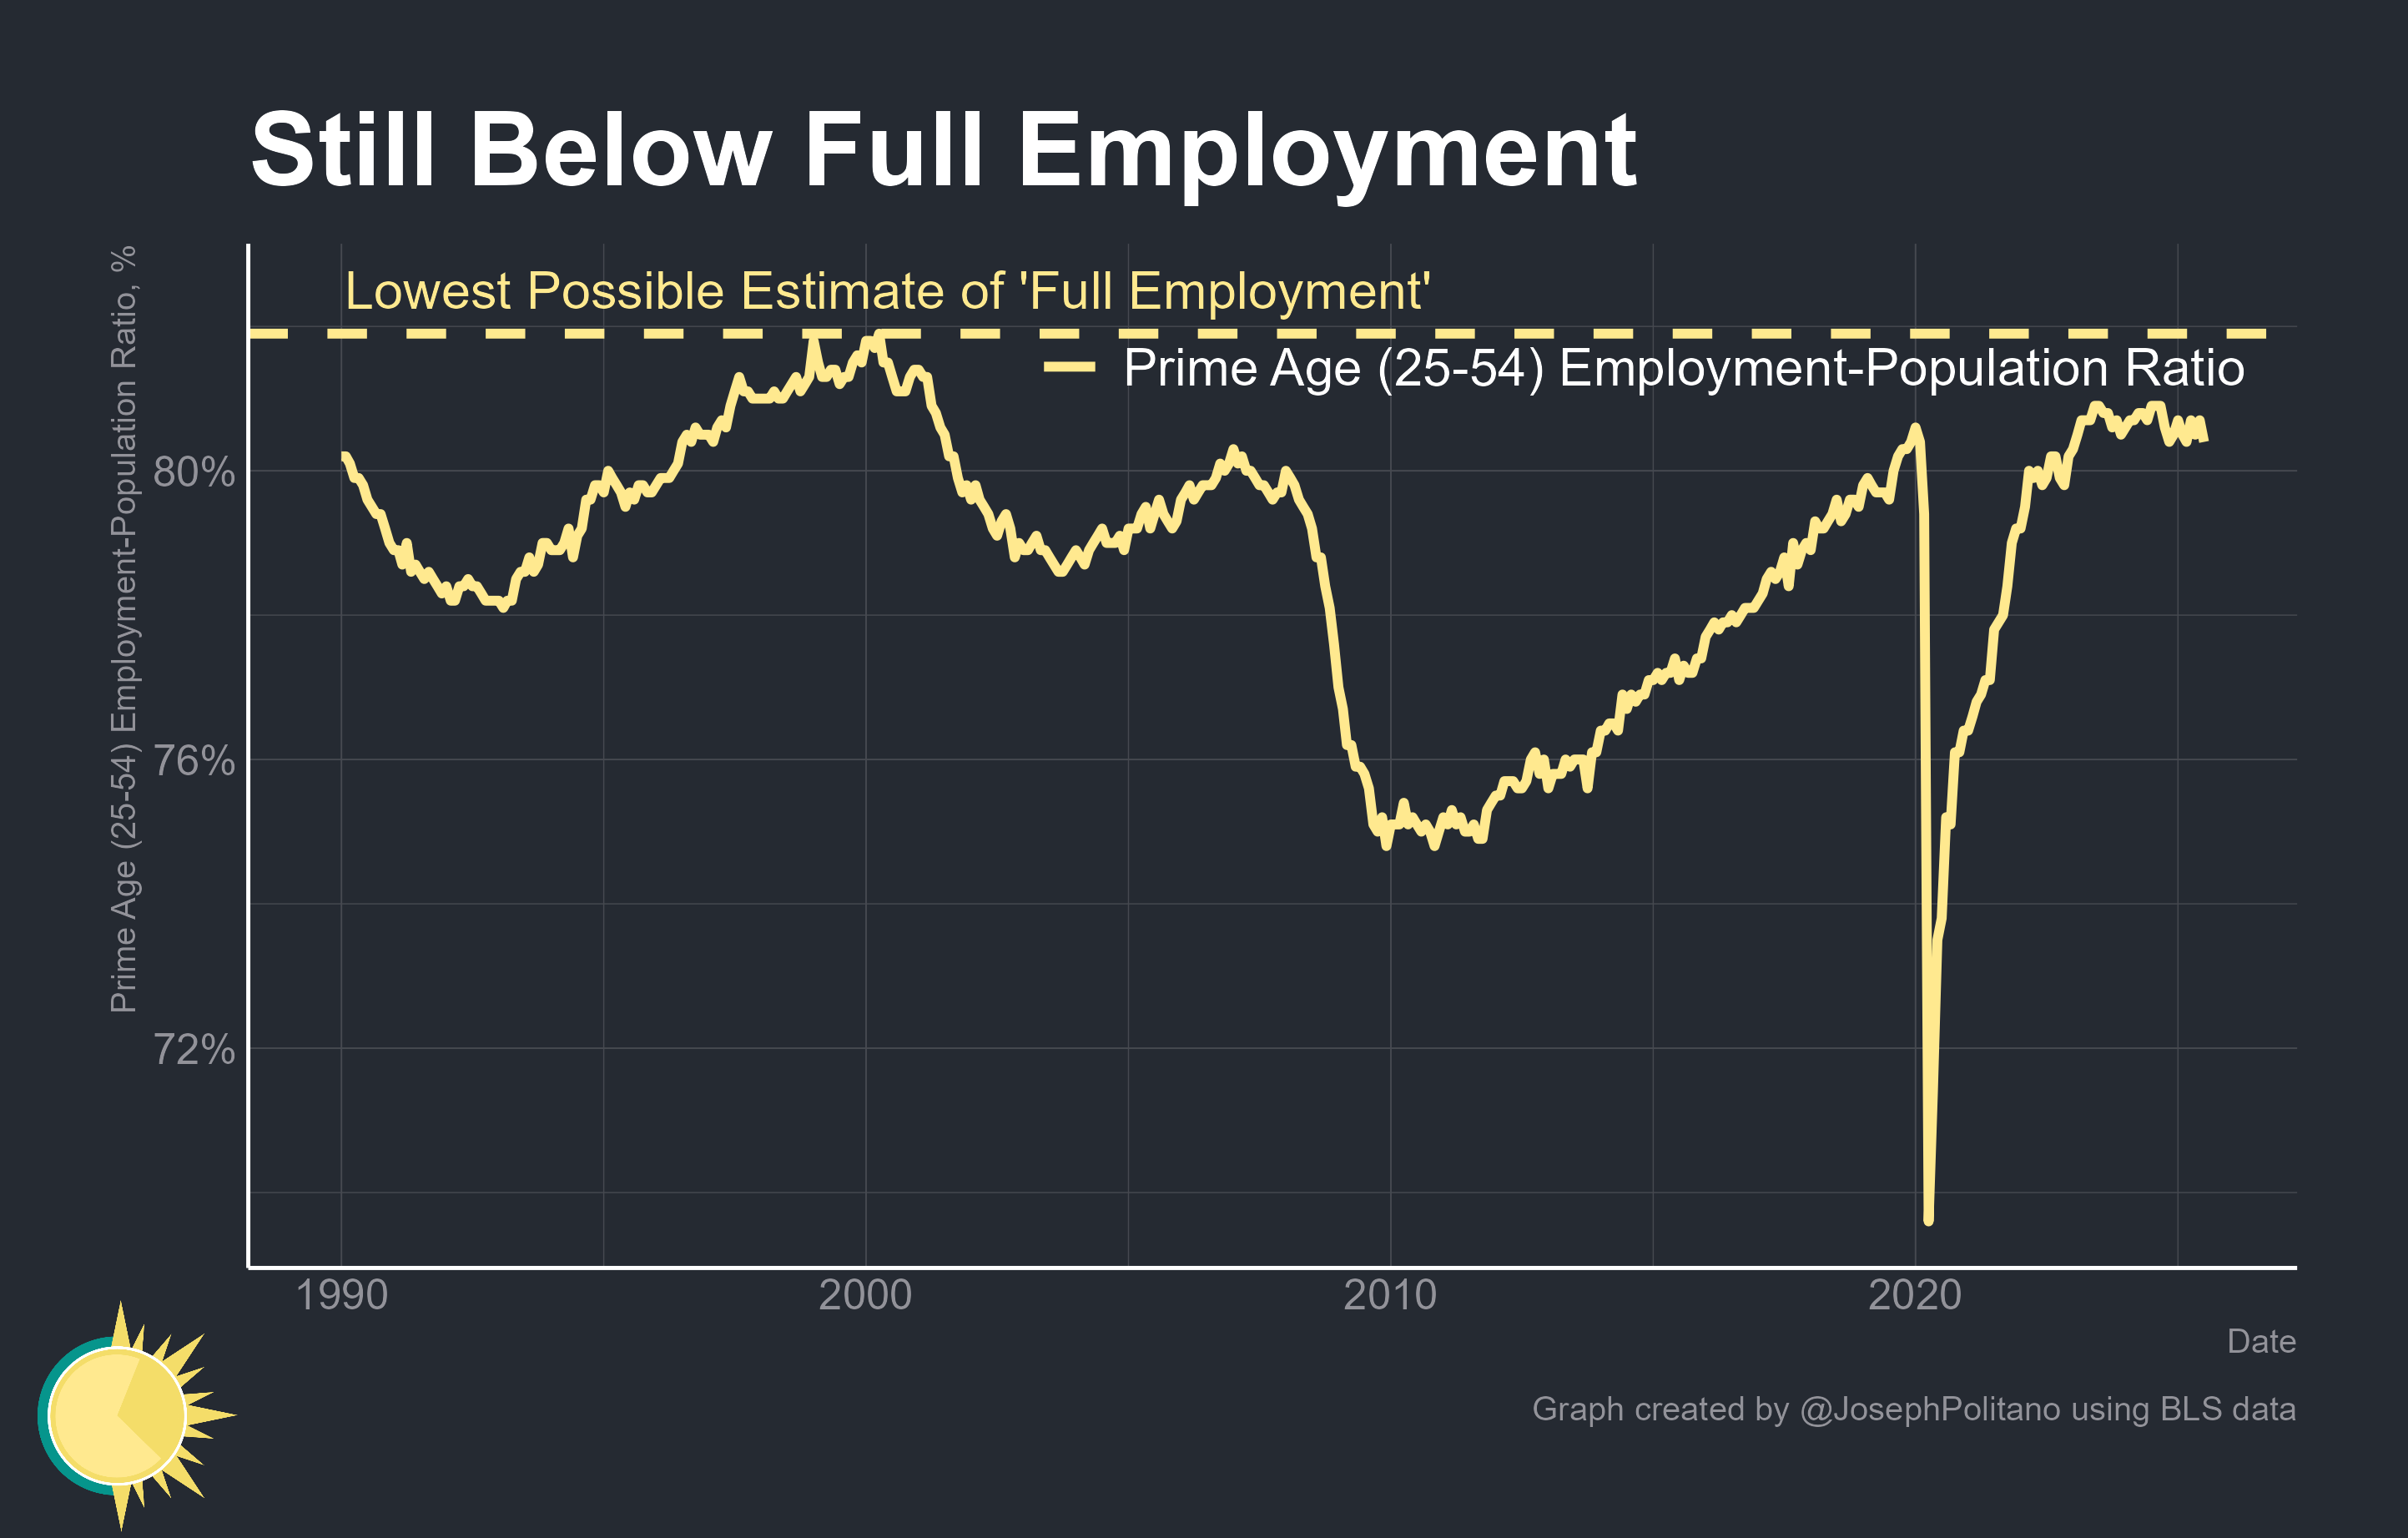 Still Below Full Employment
Prime Age (25-54) Employment-Population Ratio, %
Lowest Possible Estimate of 'Full Employment'
Prime Age (25-54) Employment-Population Ratio
80%
76%
72%
1990
2000
2010
2020
Date
Graph created by @JosephPolitano using BLS data